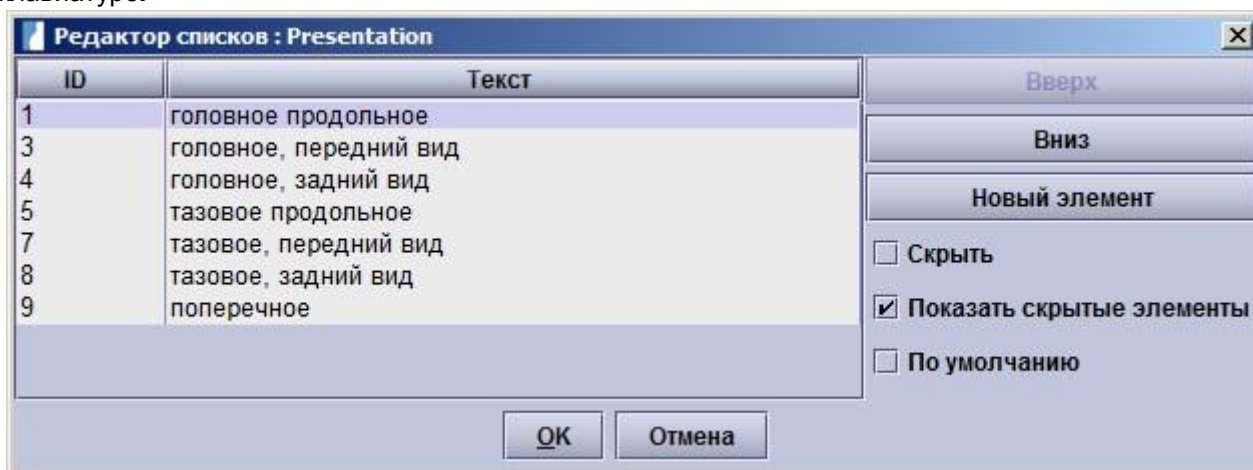 Редактор списков : Presentation
ID Текст Вверх
1 головное продольное
3 головное, передний вид Вниз
4 головное, задний вид
5 тазовое продольное Новый элемент
7 тазовое, передний вид Скрыть
8 тазовое, задний вид
9 поперечное Показать скрытые элементы
По умолчанию
OK Отмена